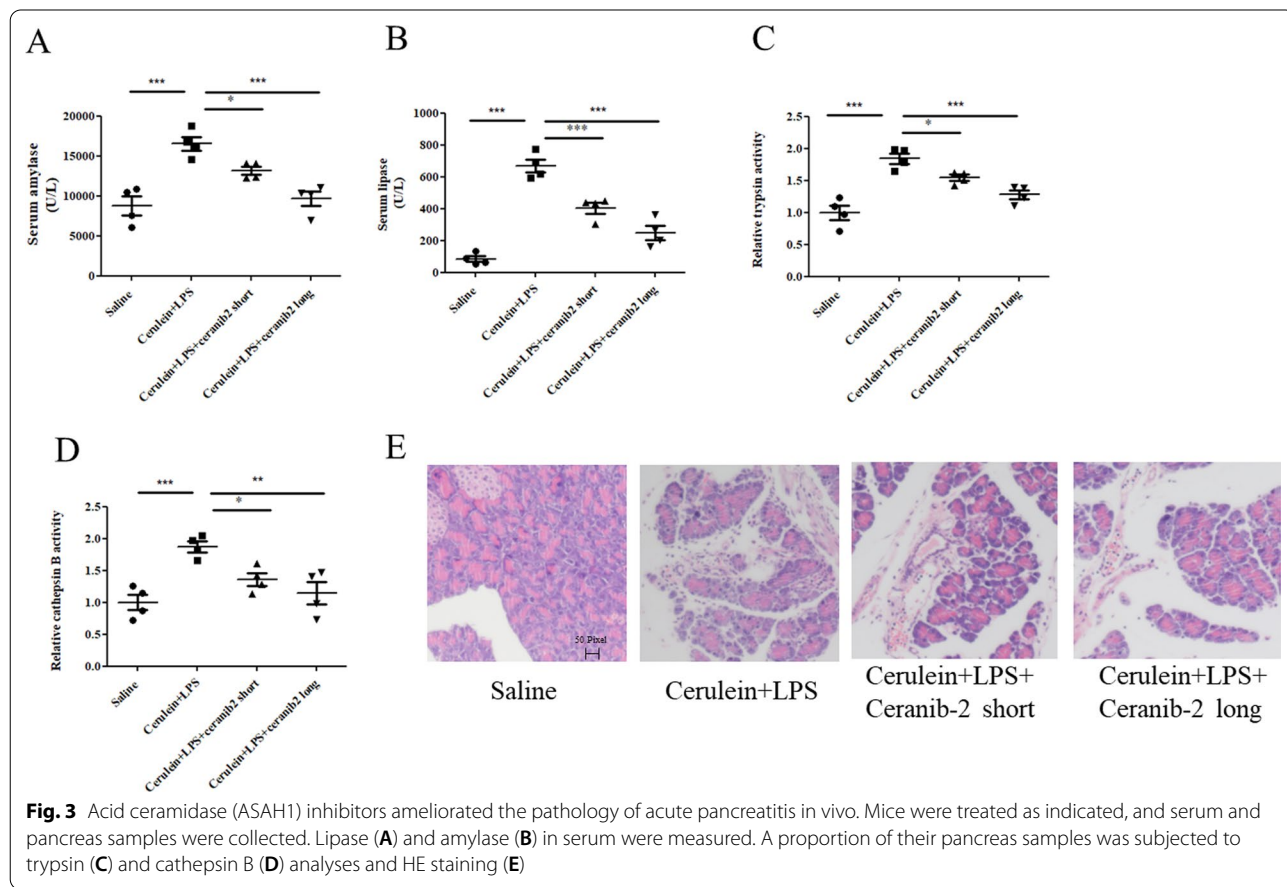 A
***
***
*
20000
15000
10000
5000
0
Serum amylase
(U/L)
Saline
Cerulein+LPS
Cerulein+LPS+ceranib2 short
Cerulein+LPS+ceranib2 long
B
***
***
***
1000
800
600
400
200
0
Serum lipase
(U/L)
Saline
Cerulein+LPS
Cerulein+LPS+ceranib2 short
Cerulein+LPS+ceranib2 long
C
***
***
*
2.5
2.0
1.5
1.0
0.5
0.0
Relative trypsin activity
Saline
Cerulein+LPS
Cerulein+LPS+ceranib2 short
Cerulein+LPS+ceranib2 long
D
***
**
*
2.5
2.0
1.5
1.0
0.5
0.0
Relative cathepsin B activity
Saline
Cerulein+LPS
Cerulein+LPS+ceranib2 short
Cerulein+LPS+ceranib2 long
E
50 Pixel
Saline
Cerulein+LPS
Cerulein+LPS+
Ceranib-2 short
Cerulein+LPS+
Ceranib-2 long
Fig. 3 Acid ceramidase (ASAH1) inhibitors ameliorated the pathology of acute pancreatitis in vivo. Mice were treated as indicated, and serum and
pancreas samples were collected. Lipase (A) and amylase (B) in serum were measured. A proportion of their pancreas samples was subjected to
trypsin (C) and cathepsin B (D) analyses and HE staining (E)